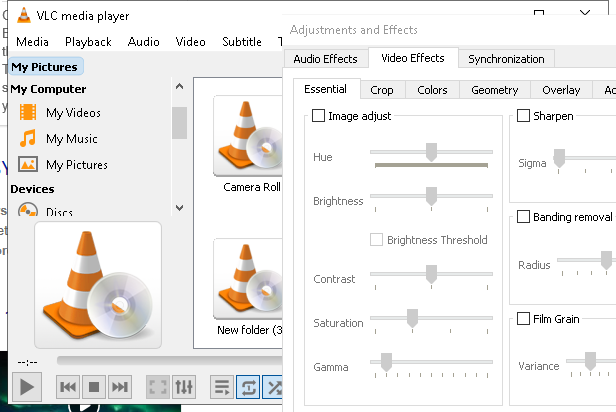 VLC media player
Media Playback Audio Video Subtitle T
My Pictures
My Computer
My Videos
My Music
My Pictures
Devices
Discs
Camera Roll
New folder (3
--:--
Adjustments and Effects
Audio Effects Video Effects Synchronization
Essential Crop Colors Geometry Overlay
Image adjust
Hue
Brightness
Brightness Threshold
Contrast
Saturation
Gamma
Sharpen
Sigma
Banding removal
Radius
Film Grain
Variance